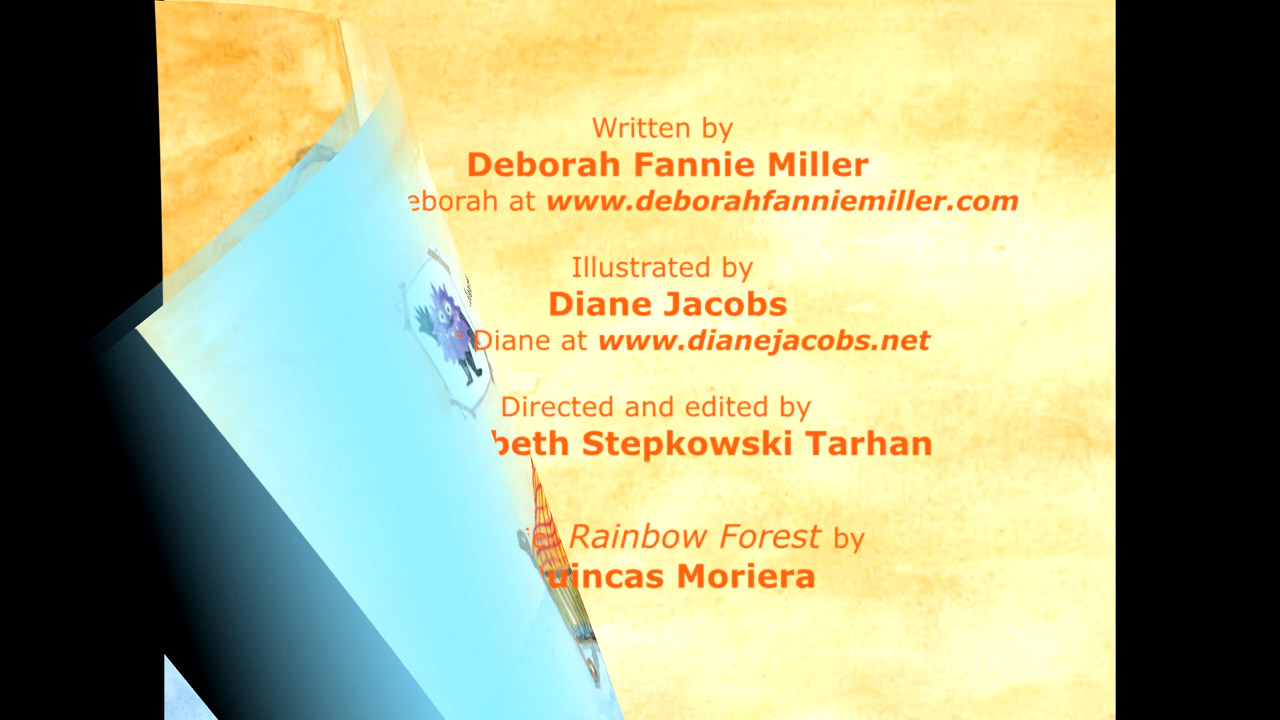 Written by
Deborah Fannie Miller
eborah at www.deborahfanniemiller.com
Illustrated by
Diane Jacobs
Diane at www.dianejacobs.net
Directed and edited by
beth Stepkowski Tarhan
Rainbow Forest by
uincas Moriera